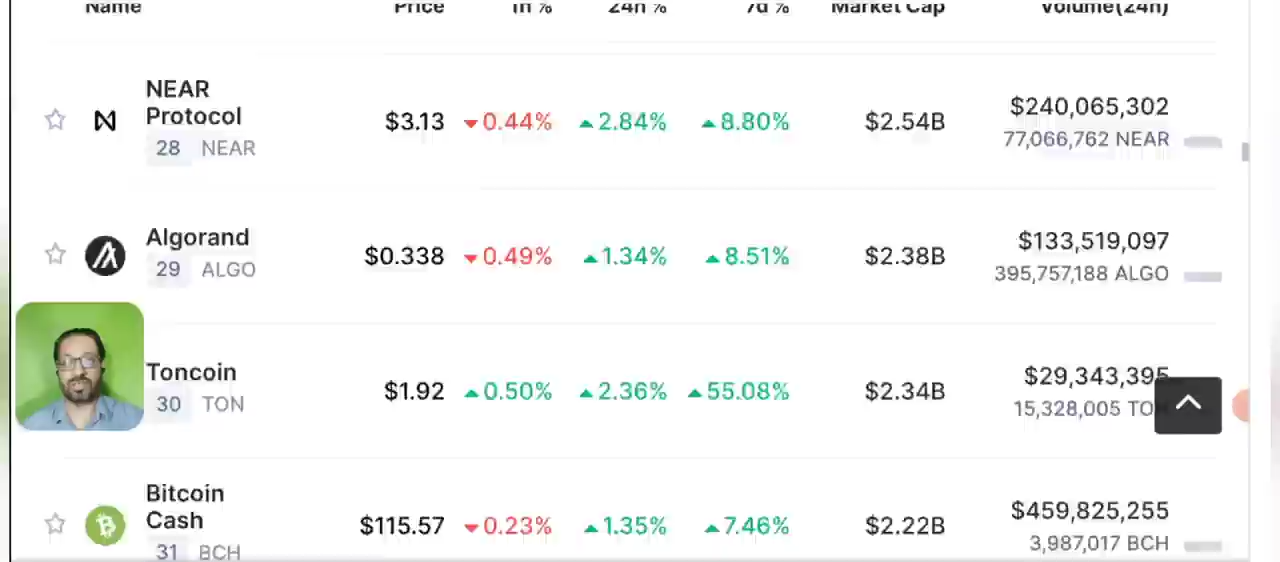 Name Price 1h % 24h % 7d % Market Cap Volume(24h)
NEAR
Protocol
28 NEAR
$3.13 0.44% 2.84% 8.80% $2.54B $240,065,302
77,066,762 NEAR
Algorand
29 ALGO
$0.338 0.49% 1.34% 8.51% $2.38B $133,519,097
395,757,188 ALGO
Toncoin
30 TON
$1.92 0.50% 2.36% 55.08% $2.34B $29,343,395
15,328,005 TON
Bitcoin
Cash
31 BCH
$115.57 0.23% 1.35% 7.46% $2.22B $459,825,255
3,987,017 BCH